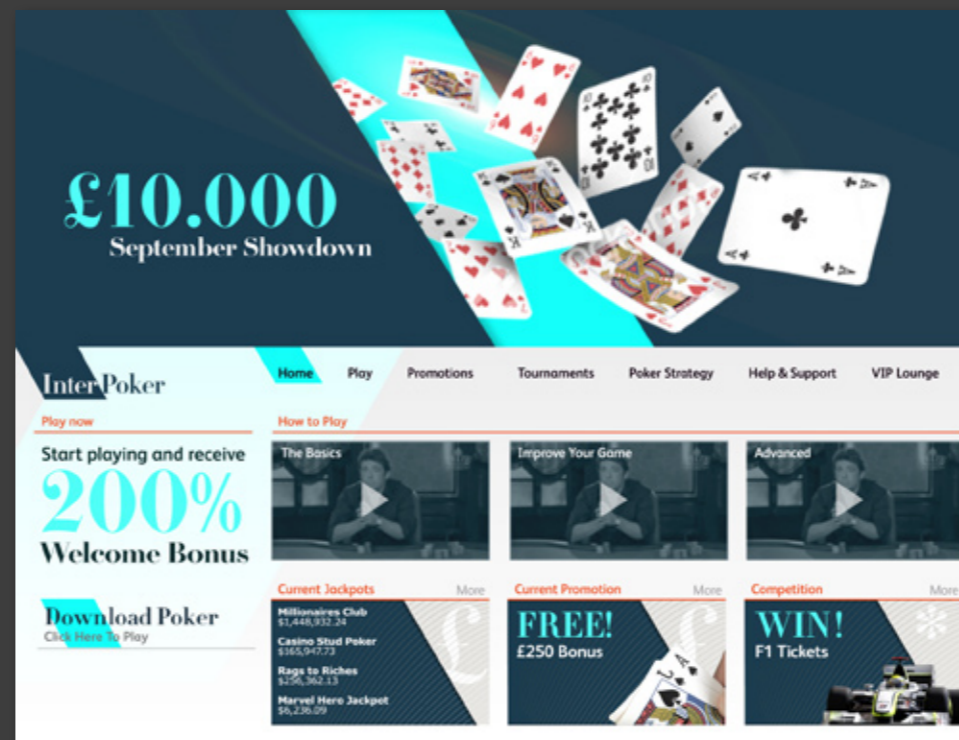 £10.000
September Showdown
InterPoker
Home Play Promotions Tournaments Poker Strategy Help & Support VIP Lounge
Play now
Start playing and receive
200%
Welcome Bonus
Download Poker
Click Here To Play
How to Play
The Basics
Improve Your Game
Advanced
Current Jackpots More
Millionaires Club
$1,448,932.24
Casino Stud Poker
$165,947.73
Rags to Riches
$256,362.13
Marvel Hero Jackpot
$6,236.09
Current Promotion More
FREE!
£250 Bonus
Competition More
WIN!
F1 Tickets